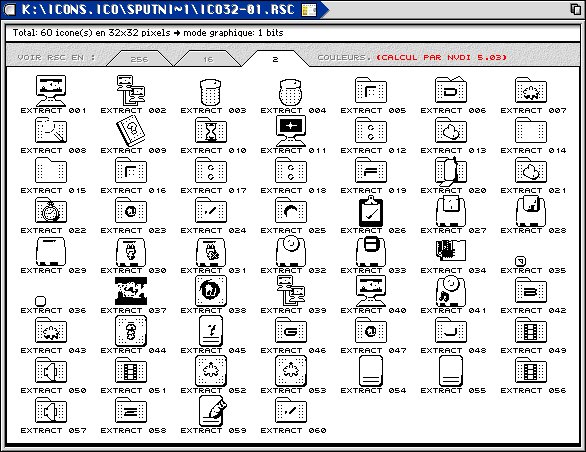 K:\ICONS.ICO\SPUTNI~1\ICO32-01.RSC
Total: 60 icone(s) en 32x32 pixels → mode graphique: 1 bits
VOIR RSC EN : 256 16 2 COULEURS. (CALCUL PAR NVDI 5.03)
EXTRACT 001 EXTRACT 002 EXTRACT 003 EXTRACT 004 EXTRACT 005 EXTRACT 006 EXTRACT 007
EXTRACT 008 EXTRACT 009 EXTRACT 010 EXTRACT 011 EXTRACT 012 EXTRACT 013 EXTRACT 014
EXTRACT 015 EXTRACT 016 EXTRACT 017 EXTRACT 018 EXTRACT 019 EXTRACT 020 EXTRACT 021
EXTRACT 022 EXTRACT 023 EXTRACT 024 EXTRACT 025 EXTRACT 026 EXTRACT 027 EXTRACT 028
EXTRACT 029 EXTRACT 030 EXTRACT 031 EXTRACT 032 EXTRACT 033 EXTRACT 034 EXTRACT 035
EXTRACT 036 EXTRACT 037 EXTRACT 038 EXTRACT 039 EXTRACT 040 EXTRACT 041 EXTRACT 042
EXTRACT 043 EXTRACT 044 EXTRACT 045 EXTRACT 046 EXTRACT 047 EXTRACT 048 EXTRACT 049
EXTRACT 050 EXTRACT 051 EXTRACT 052 EXTRACT 053 EXTRACT 054 EXTRACT 055 EXTRACT 056
EXTRACT 057 EXTRACT 058 EXTRACT 059 EXTRACT 060